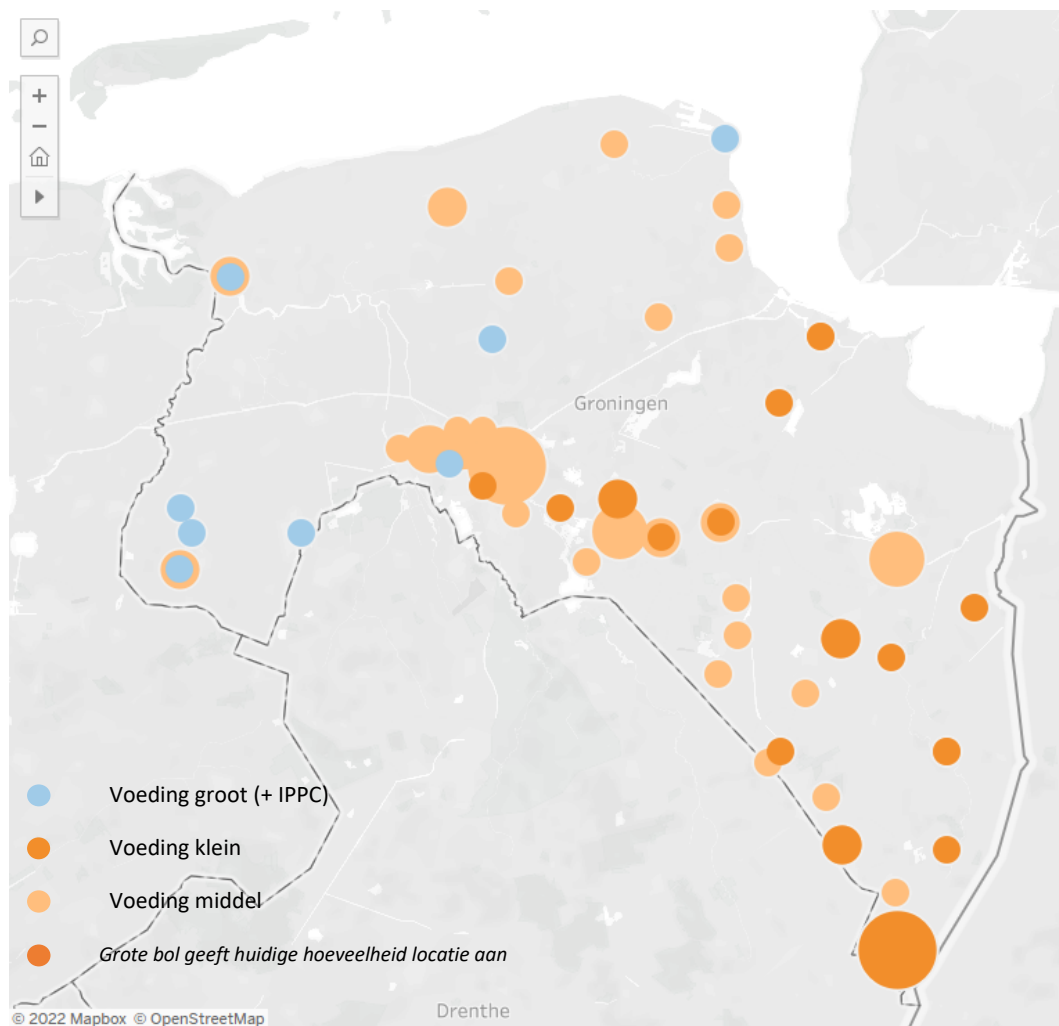 Groningen
Voeding groot (+ IPPC)
Voeding klein
Voeding middel
Grote bol geeft huidige hoeveelheid locatie aan
Drenthe
© 2022 Mapbox © OpenStreetMap